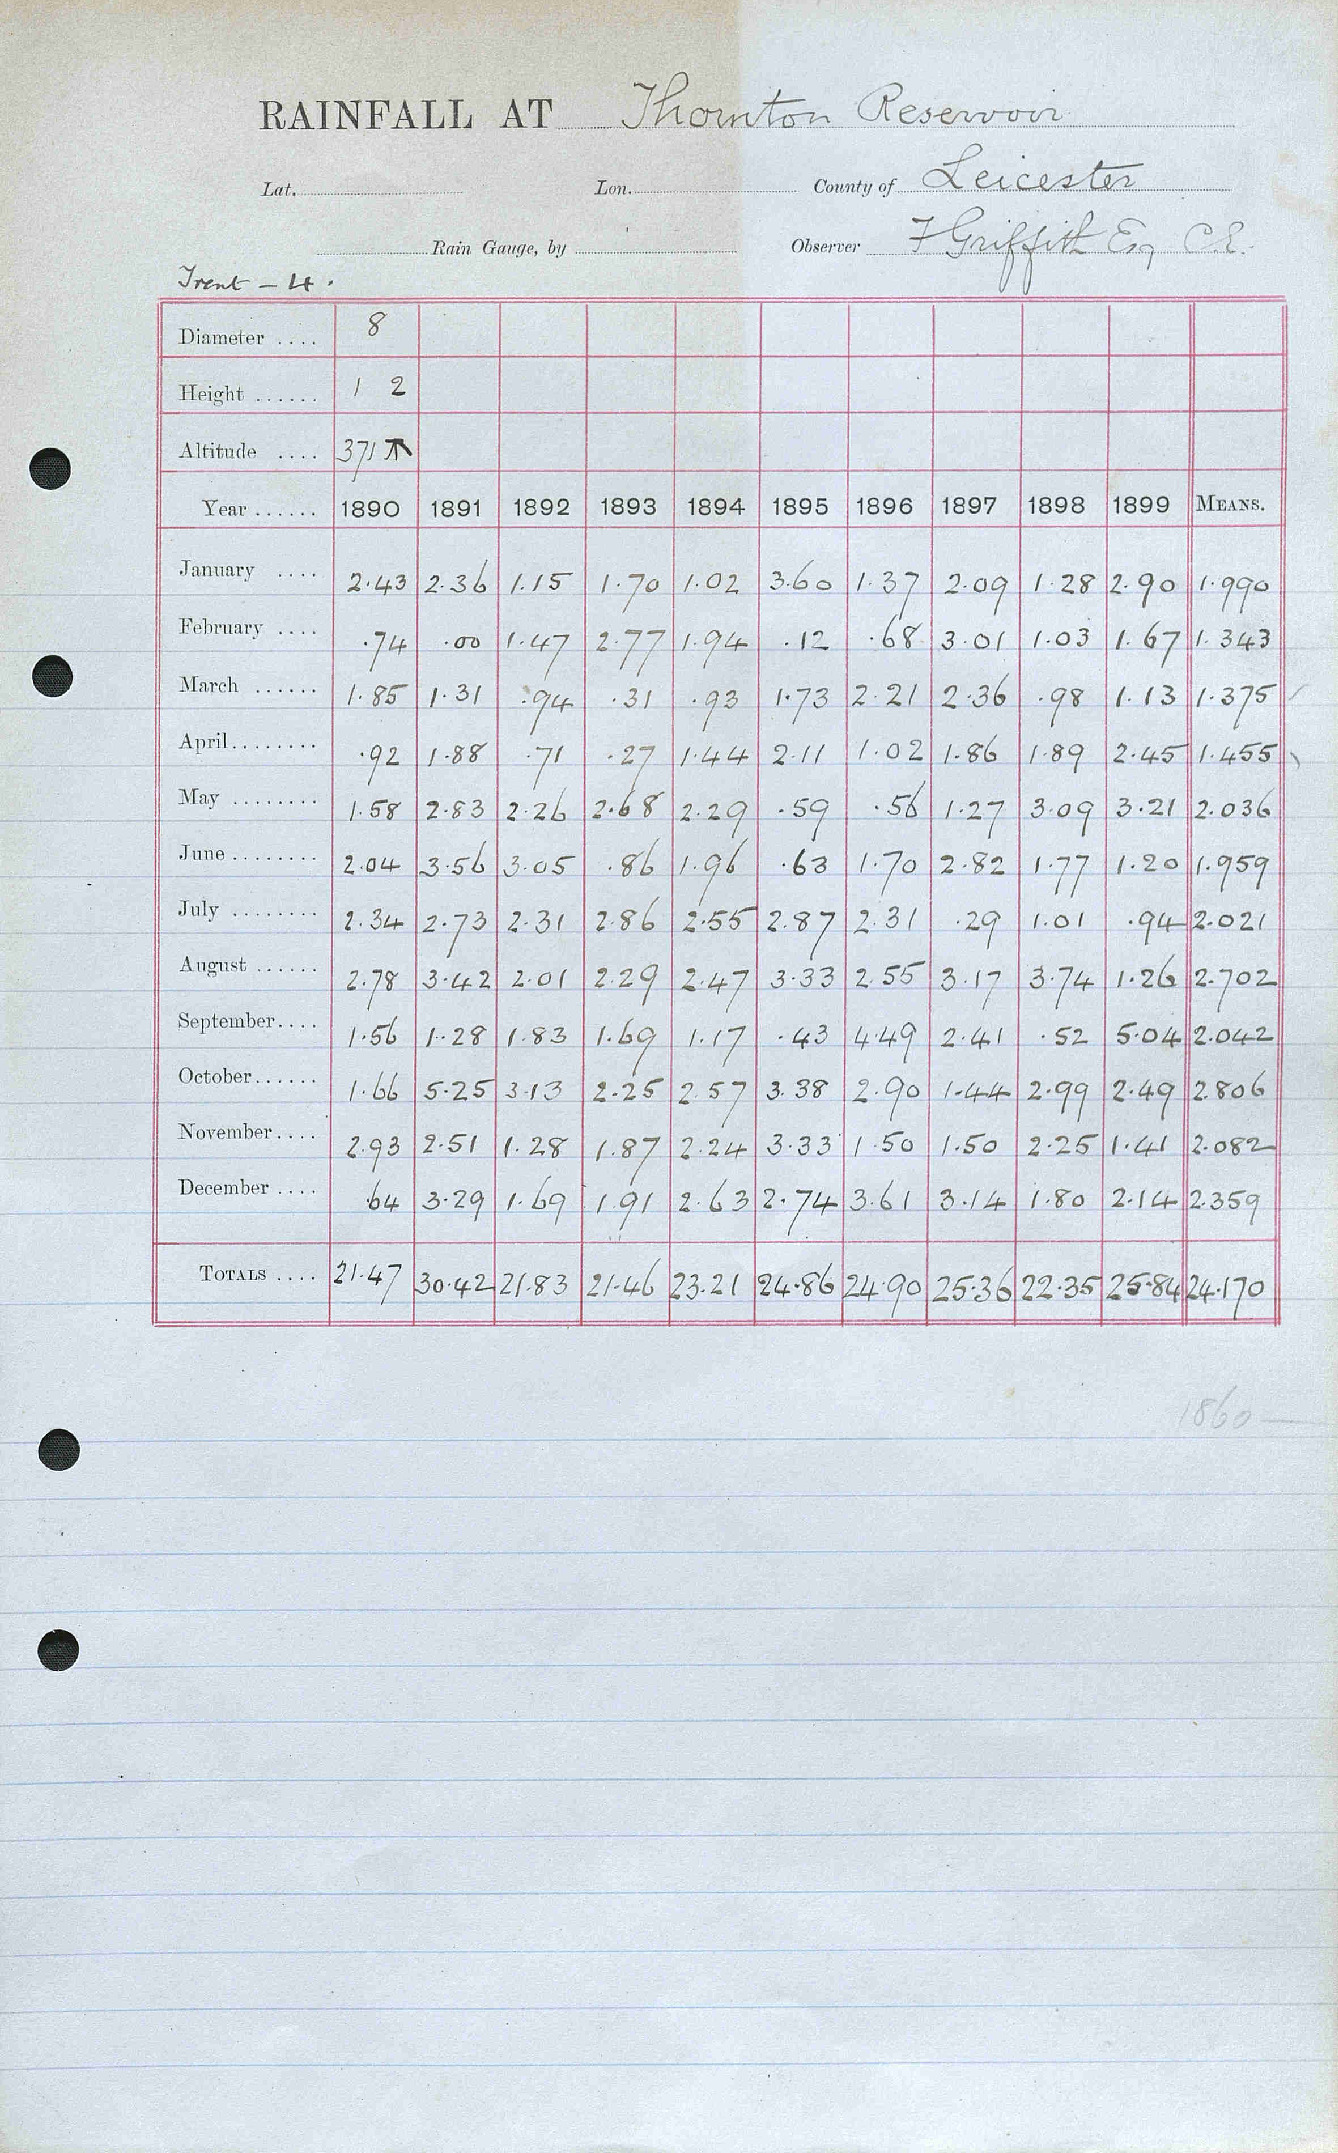 RAINFALL AT Thornton Reservoir
Lat. Lon. County of Leicester
Rain Gauge, by Observer F Griffith Esq C.E.
Trent - 4.
Diameter .... 8
Height ...... 1 2
Altitude .... 371 T
Year ...... 1890 1891 1892 1893 1894 1895 1896 1897 1898 1899 MEANS.
January .... 2.43 2.36 1.15 1.70 1.02 3.60 1.37 2.09 1.28 2.90 1.990
February .... .74 .00 1.47 2.77 1.94 .12 .68 3.01 1.03 1.67 1.343
March ...... 1.85 1.31 .94 .31 .93 1.73 2.21 2.36 .98 1.13 1.375
April........ .92 1.88 .71 .27 1.44 2.11 1.02 1.86 1.89 2.45 1.455
May ........ 1.58 2.83 2.26 2.68 2.29 .59 .56 1.27 3.09 3.21 2.036
June ........ 2.04 3.56 3.05 .86 1.96 .63 1.70 2.82 1.77 1.20 1.959
July ........ 2.34 2.73 2.31 2.86 2.55 2.87 2.31 .29 1.01 .94 2.021
August ...... 2.78 3.42 2.01 2.29 2.47 3.33 2.55 3.17 3.74 1.26 2.702
September.... 1.56 1.28 1.83 1.69 1.17 .43 4.49 2.41 .52 5.04 2.042
October...... 1.66 5.25 3.13 2.25 2.57 3.38 2.90 1.44 2.99 2.49 2.806
November.... 2.93 2.51 1.28 1.87 2.24 3.33 1.50 1.50 2.25 1.41 2.082
December .... .64 3.29 1.69 1.91 2.63 2.74 3.61 3.14 1.80 2.14 2.359
TOTALS .... 21.47 30.42 21.83 21.46 23.21 24.86 24.90 25.36 22.35 25.84 24.170
1860 —